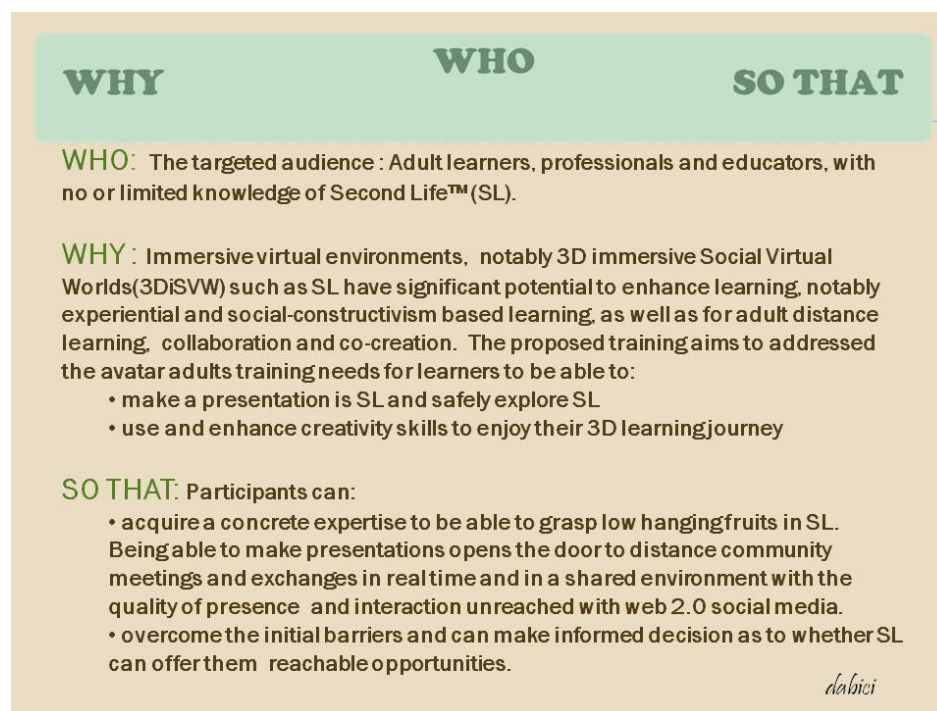 WHY
WHO
SO THAT
WHO: The targeted audience : Adult learners, professionals and educators, with
no or limited knowledge of Second Life™ (SL).
WHY : Immersive virtual environments, notably 3D immersive Social Virtual
Worlds(3DiSVW) such as SL have significant potential to enhance learning, notably
experiential and social-constructivism based learning, as well as for adult distance
learning, collaboration and co-creation. The proposed training aims to addressed
the avatar adults training needs for learners to be able to:
• make a presentation is SL and safely explore SL
• use and enhance creativity skills to enjoy their 3D learning journey
SO THAT: Participants can:
• acquire a concrete expertise to be able to grasp low hanging fruits in SL.
Being able to make presentations opens the door to distance community
meetings and exchanges in real time and in a shared environment with the
quality of presence and interaction unreached with web 2.0 social media.
• overcome the initial barriers and can make informed decision as to whether SL
can offer them reachable opportunities.
dabici